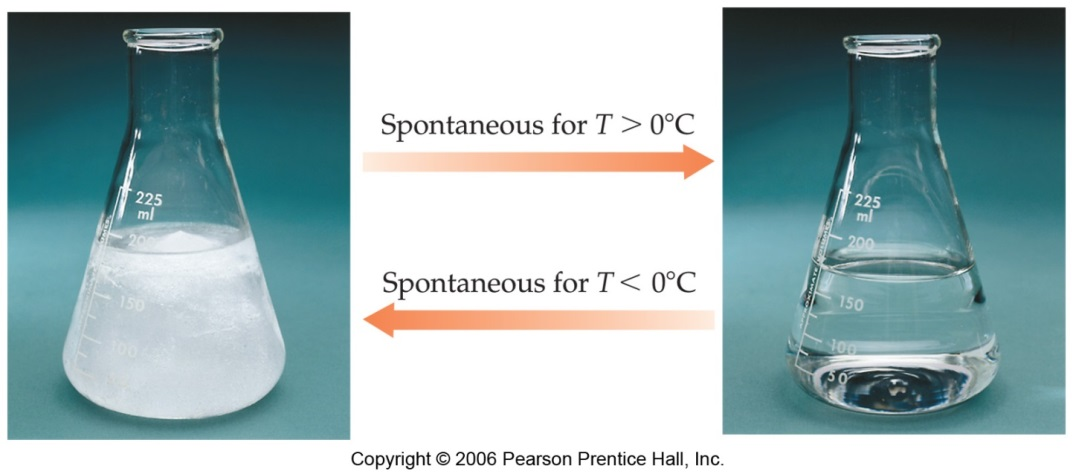 225
ml
200
150
100
Spontaneous for T > 0°C
Spontaneous for T < 0°C
225
ml
200
150
100
50
Copyright © 2006 Pearson Prentice Hall, Inc.